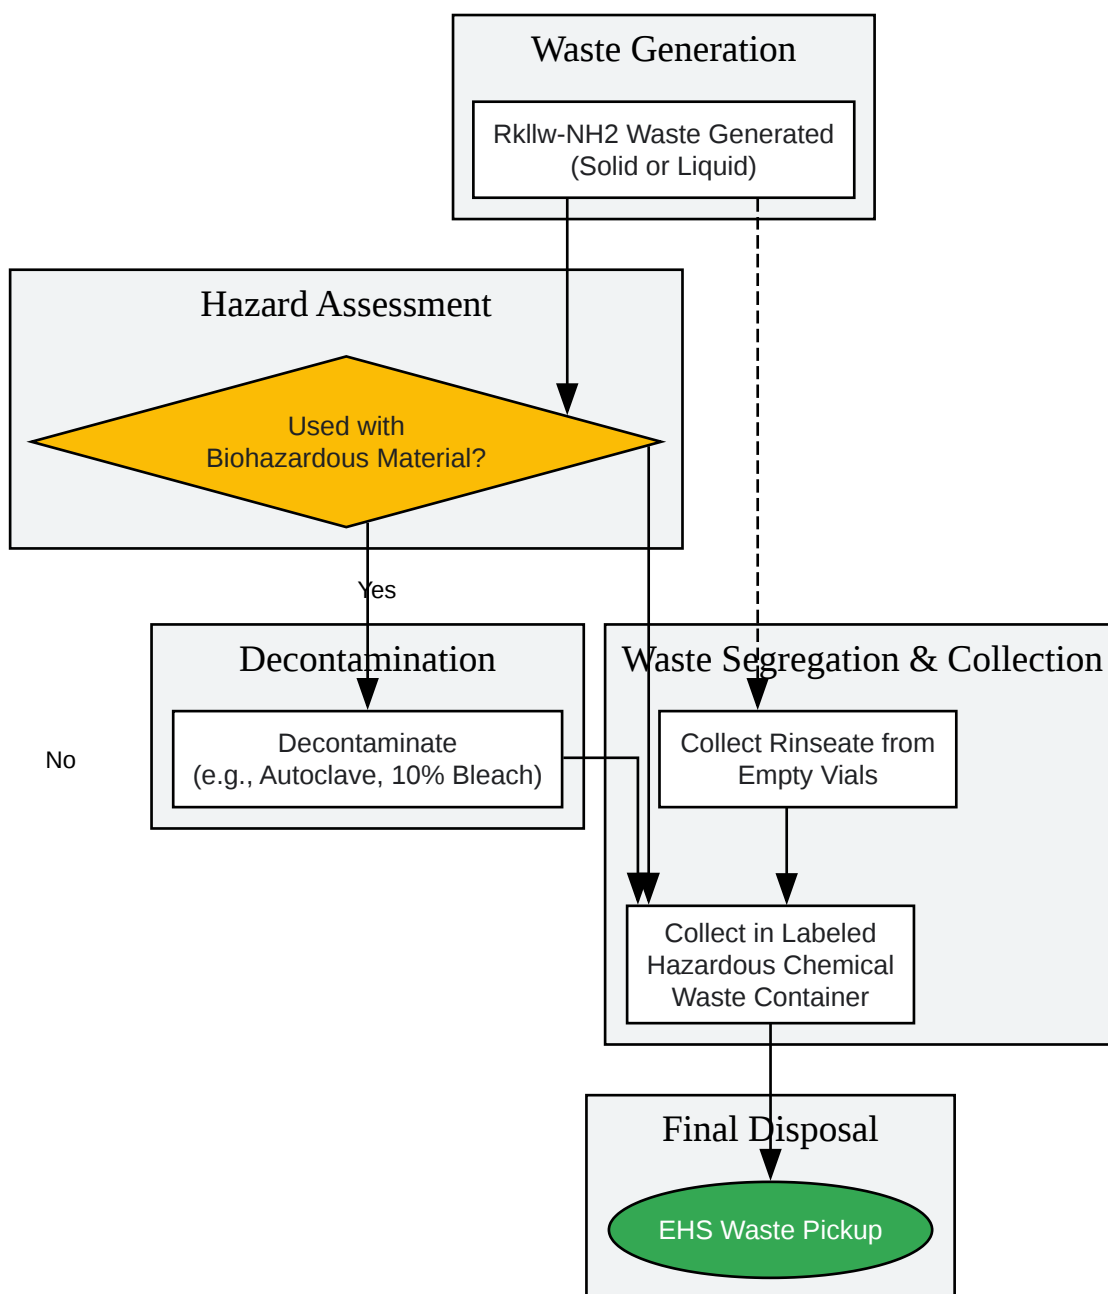 Waste Generation
Rkllw-NH2 Waste Generated
(Solid or Liquid)
Hazard Assessment
Used with
Biohazardous Material?
Yes
No
Decontamination
Decontaminate
(e.g., Autoclave, 10% Bleach)
Waste Segregation & Collection
Collect Rinseate from
Empty Vials
Collect in Labeled
Hazardous Chemical
Waste Container
Final Disposal
EHS Waste Pickup